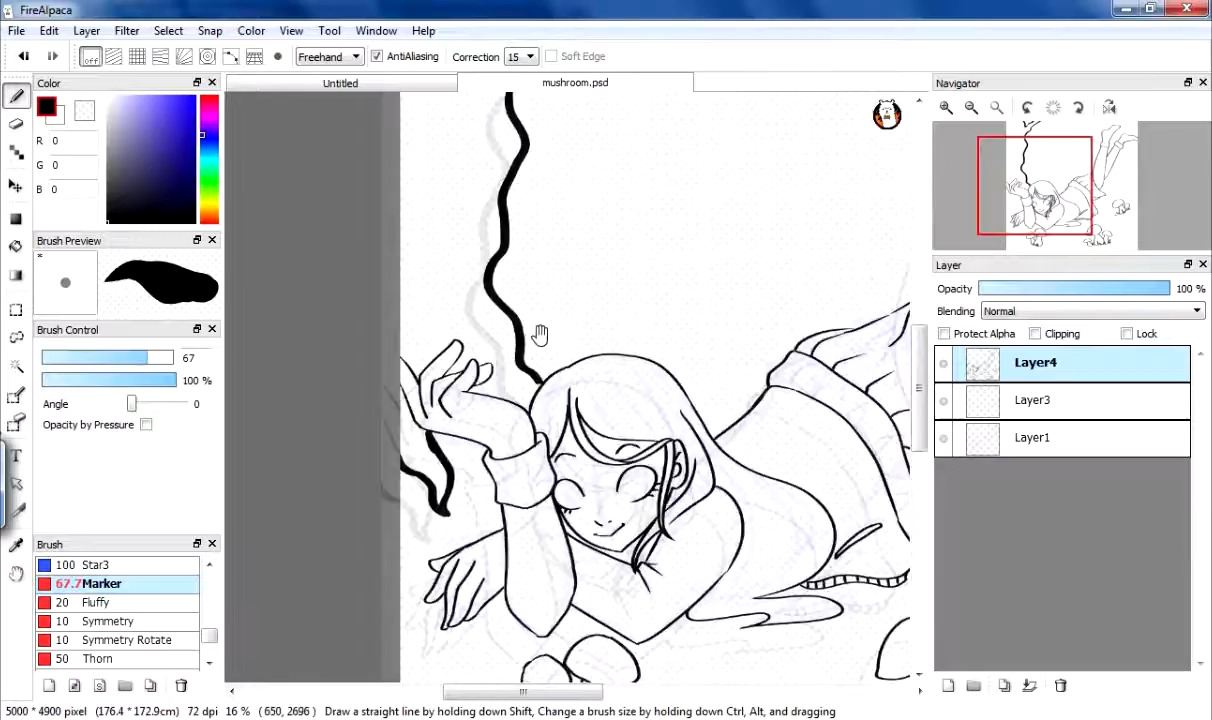 FireAlpaca
File Edit Layer Filter Select Snap Color View Tool Window Help
off Freehand AntiAliasing Correction 15 Soft Edge
Color
Untitled
mushroom.psd
Navigator
R 0
G 0
B 0
Brush Preview
*
Layer
Opacity 100 %
Blending Normal
Protect Alpha Clipping Lock
Brush Control
67
100 %
Angle 0
Opacity by Pressure
Layer4
Layer3
Layer1
T
Brush
100 Star3
67.7 Marker
20 Fluffy
10 Symmetry
10 Symmetry Rotate
50 Thorn
5000 * 4900 pixel (176.4 * 172.9cm) 72 dpi 16 % (650, 2696) Draw a straight line by holding down Shift, Change a brush size by holding down Ctrl, Alt, and dragging